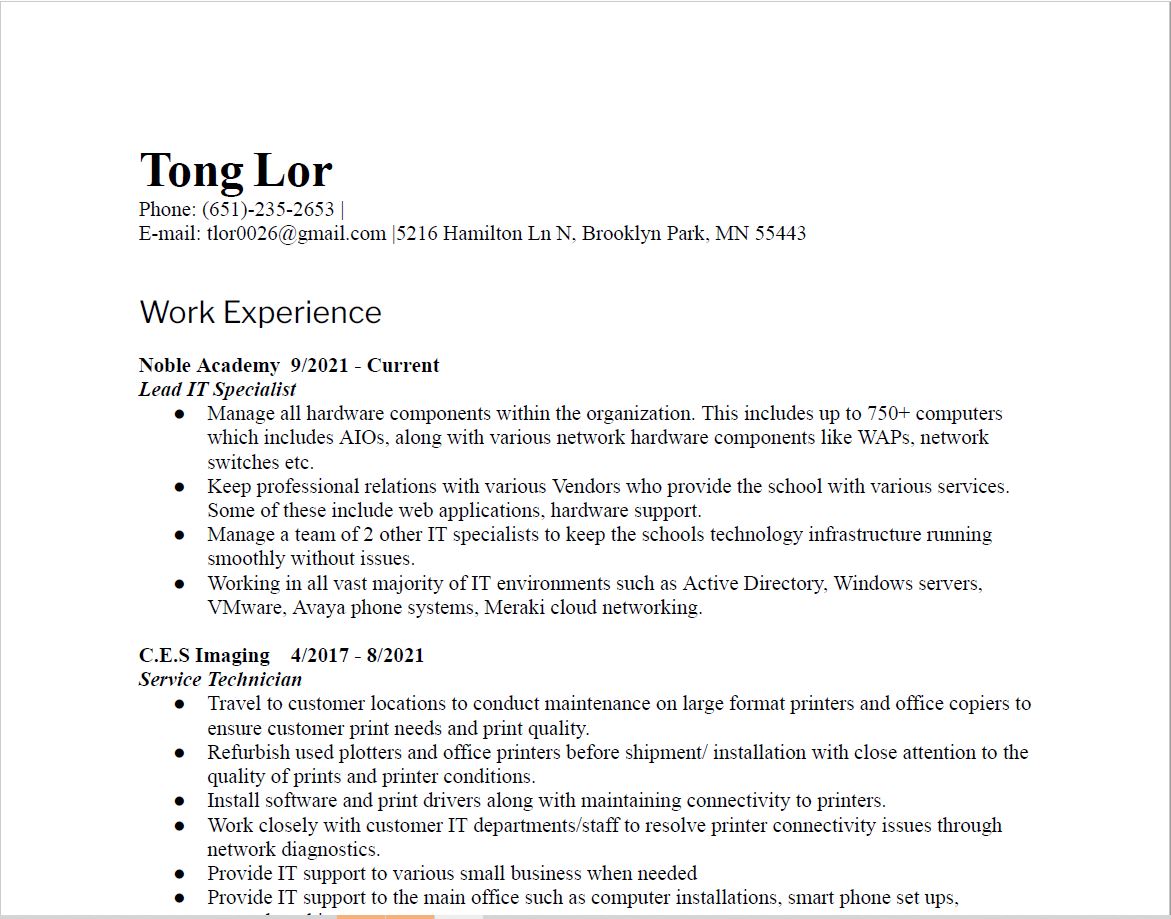 Tong Lor
Phone: (651)-235-2653 |
E-mail: tlor0026@gmail.com |5216 Hamilton Ln N, Brooklyn Park, MN 55443
Work Experience
Noble Academy 9/2021 - Current
Lead IT Specialist
● Manage all hardware components within the organization. This includes up to 750+ computers
which includes AIOs, along with various network hardware components like WAPs, network
switches etc.
● Keep professional relations with various Vendors who provide the school with various services.
Some of these include web applications, hardware support.
● Manage a team of 2 other IT specialists to keep the schools technology infrastructure running
smoothly without issues.
● Working in all vast majority of IT environments such as Active Directory, Windows servers,
VMware, Avaya phone systems, Meraki cloud networking.
C.E.S Imaging 4/2017 - 8/2021
Service Technician
● Travel to customer locations to conduct maintenance on large format printers and office copiers to
ensure customer print needs and print quality.
● Refurbish used plotters and office printers before shipment/ installation with close attention to the
quality of prints and printer conditions.
● Install software and print drivers along with maintaining connectivity to printers.
● Work closely with customer IT departments/staff to resolve printer connectivity issues through
network diagnostics.
● Provide IT support to various small business when needed
● Provide IT support to the main office such as computer installations, smart phone set ups,